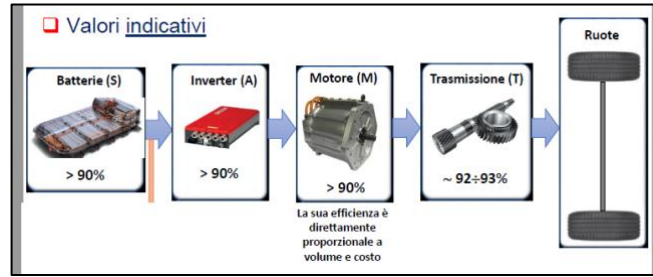 Valori indicativi
Batterie (S)
> 90%
Inverter (A)
> 90%
Motore (M)
> 90%
La sua efficienza è
direttamente
proporzionale a
volume e costo
Trasmissione (T)
~ 92÷93%
Ruote